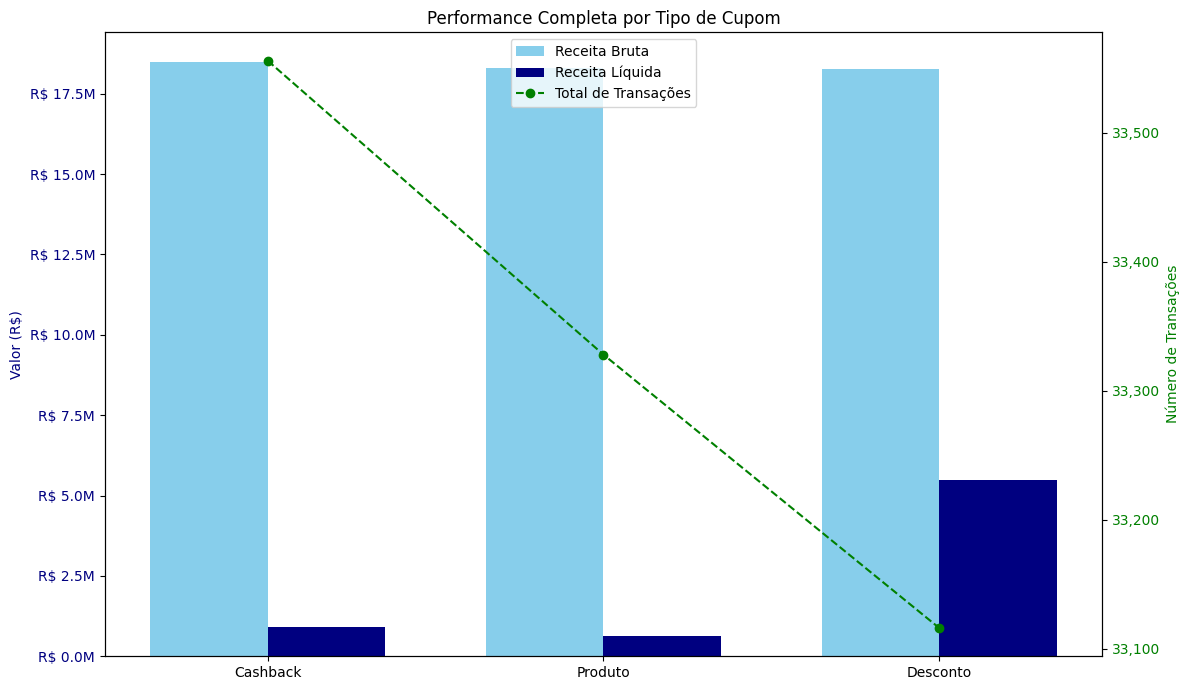 Performance Completa por Tipo de Cupom
Receita Bruta
Receita Líquida
Total de Transações
Valor (R$)
R$ 17.5M
R$ 15.0M
R$ 12.5M
R$ 10.0M
R$ 7.5M
R$ 5.0M
R$ 2.5M
R$ 0.0M
33,500
33,400
33,300
33,200
33,100
Número de Transações
Cashback
Produto
Desconto